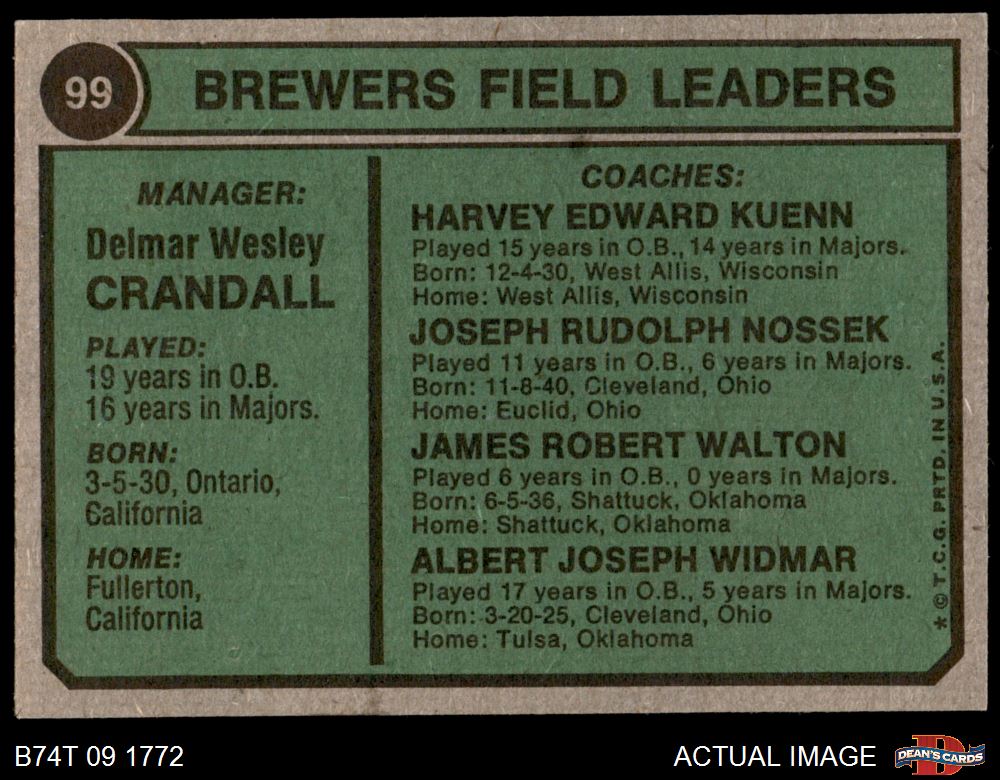 99
BREWERS FIELD LEADERS
MANAGER:
Delmar Wesley
CRANDALL
PLAYED:
19 years in O.B.
16 years in Majors.
BORN:
3-5-30, Ontario,
California
HOME:
Fullerton,
California
COACHES:
HARVEY EDWARD KUENN
Played 15 years in O.B., 14 years in Majors.
Born: 12-4-30, West Allis, Wisconsin
Home: West Allis, Wisconsin
JOSEPH RUDOLPH NOSSEK
Played 11 years in O.B., 6 years in Majors.
Born: 11-8-40, Cleveland, Ohio
Home: Euclid, Ohio
JAMES ROBERT WALTON
Played 6 years in O.B., 0 years in Majors.
Born: 6-5-36, Shattuck, Oklahoma
Home: Shattuck, Oklahoma
ALBERT JOSEPH WIDMAR
Played 17 years in O.B., 5 years in Majors.
Born: 3-20-25, Cleveland, Ohio
Home: Tulsa, Oklahoma
* © T.C.G. PRTD. IN U.S.A.
B74T 09 1772
ACTUAL IMAGE
D
DEAN'S CARDS